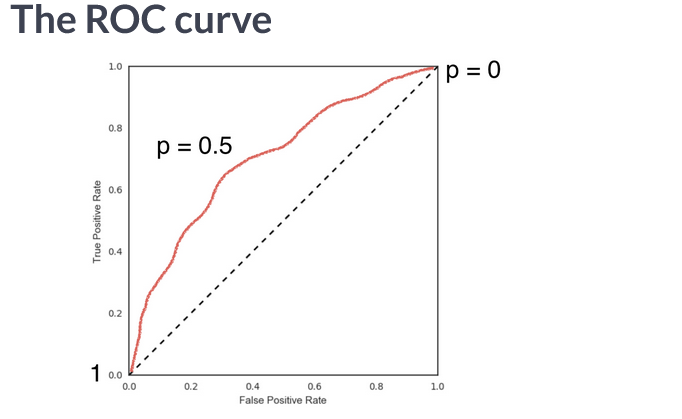 The ROC curve
1.0
p = 0
0.8
p = 0.5
0.6
True Positive Rate
0.4
0.2
1
0.0
0.0 0.2 0.4 0.6 0.8 1.0
False Positive Rate